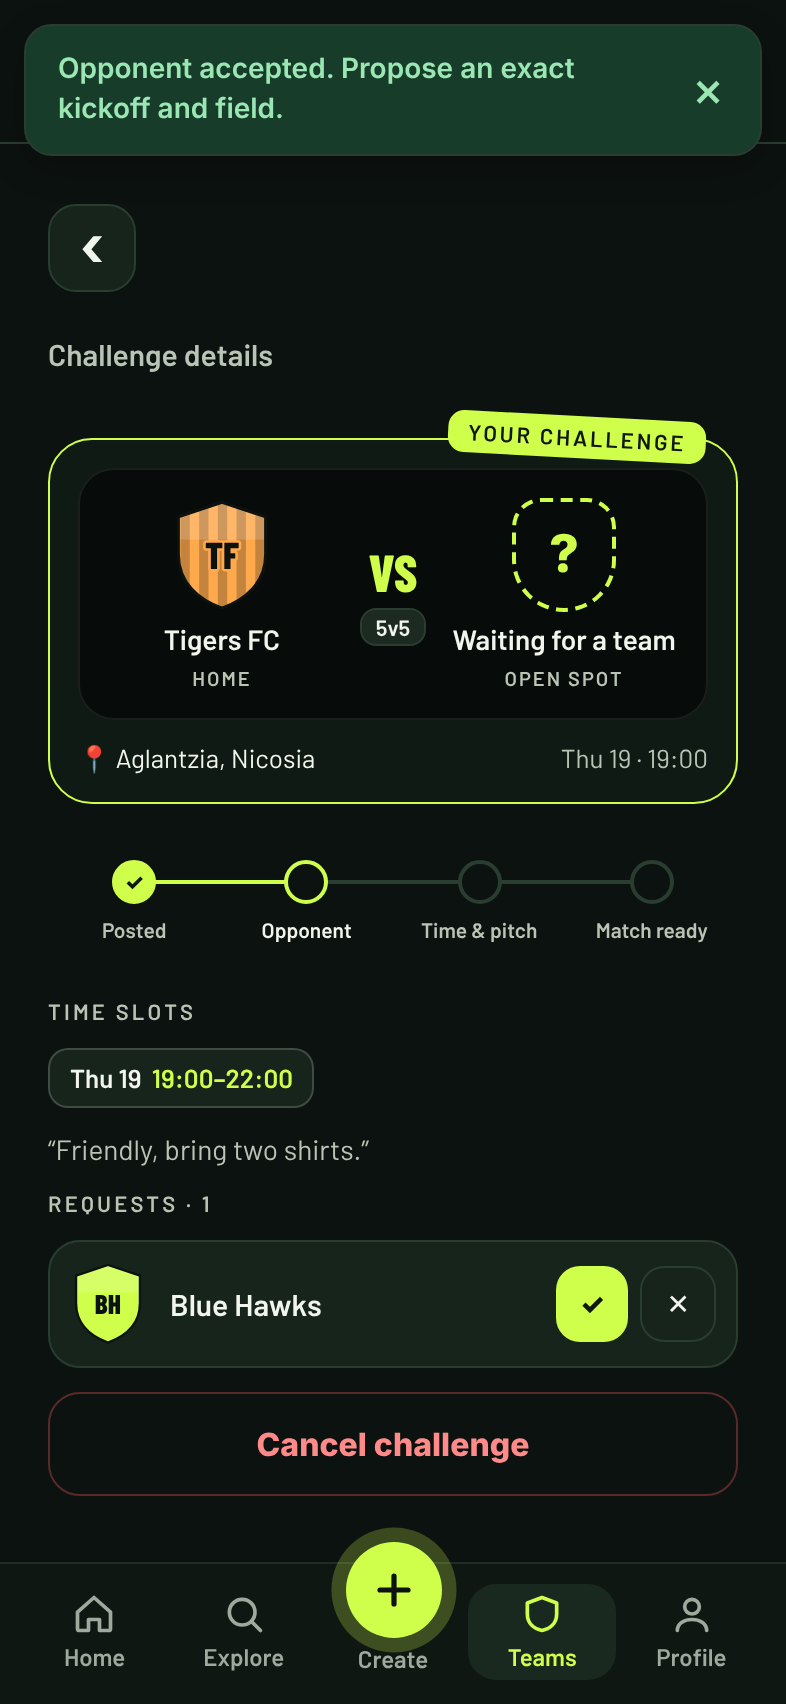 Opponent accepted. Propose an exact
kickoff and field.
Challenge details
YOUR CHALLENGE
TF
VS
?
5v5
Tigers FC
Waiting for a team
HOME
OPEN SPOT
Aglantzia, Nicosia
Thu 19 · 19:00
Posted
Opponent
Time & pitch
Match ready
TIME SLOTS
Thu 19 19:00–22:00
“Friendly, bring two shirts.”
REQUESTS · 1
BH
Blue Hawks
Cancel challenge
Home
Explore
Create
Teams
Profile